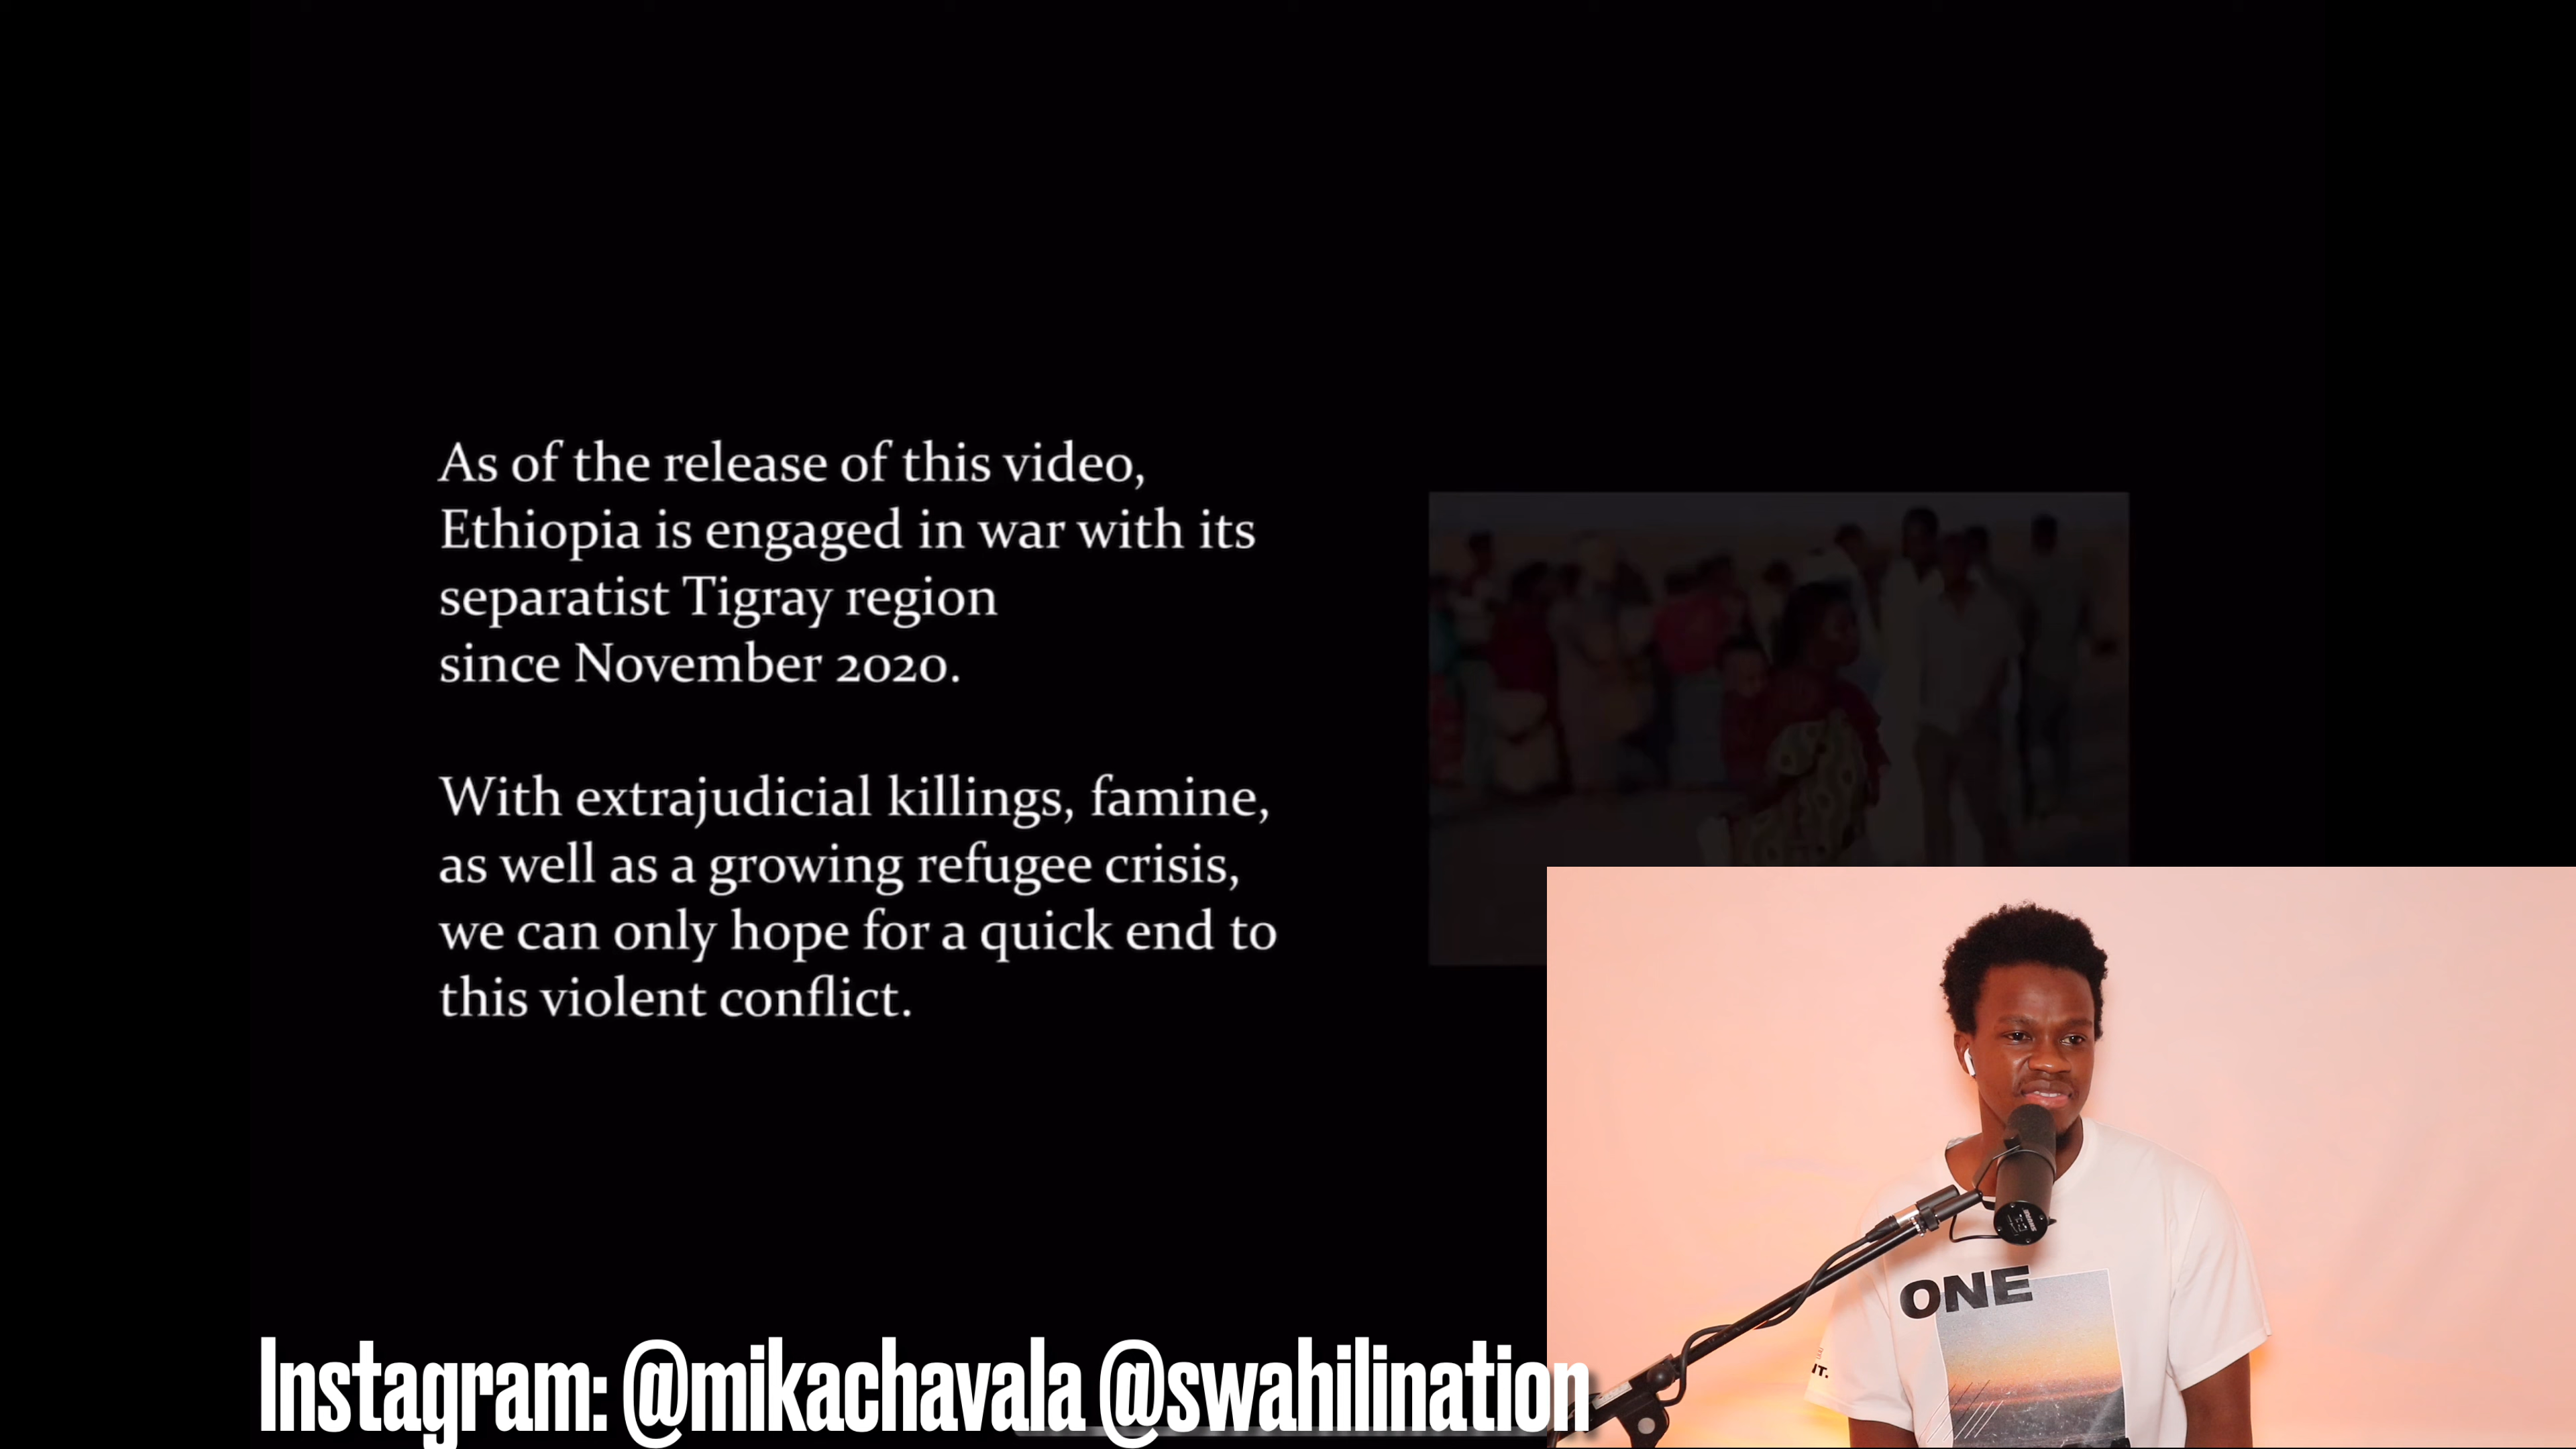 As of the release of this video,
Ethiopia is engaged in war with its
separatist Tigray region
since November 2020.
With extrajudicial killings, famine,
as well as a growing refugee crisis,
we can only hope for a quick end to
this violent conflict.
ONE
IT.
Instagram: @mikachavala @swahilination